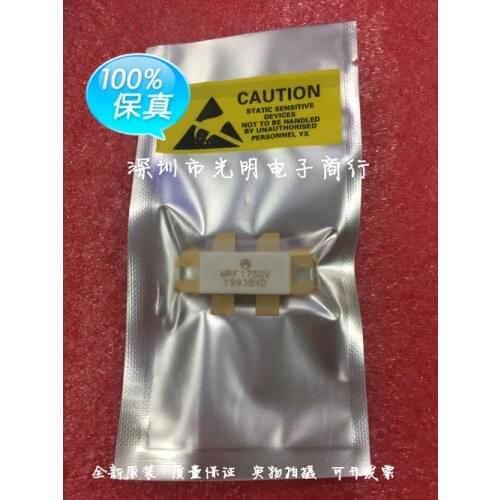 100%
保真
CAUTION
STATIC SENSITIVE
DEVICES
NOT TO BE HANDLED
BY UNAUTHORISED
PERSONNEL YX
深圳市光明电子商行
MRF175GV
Y9938XD
全新原装 质量保证 实物拍摄 可开发票